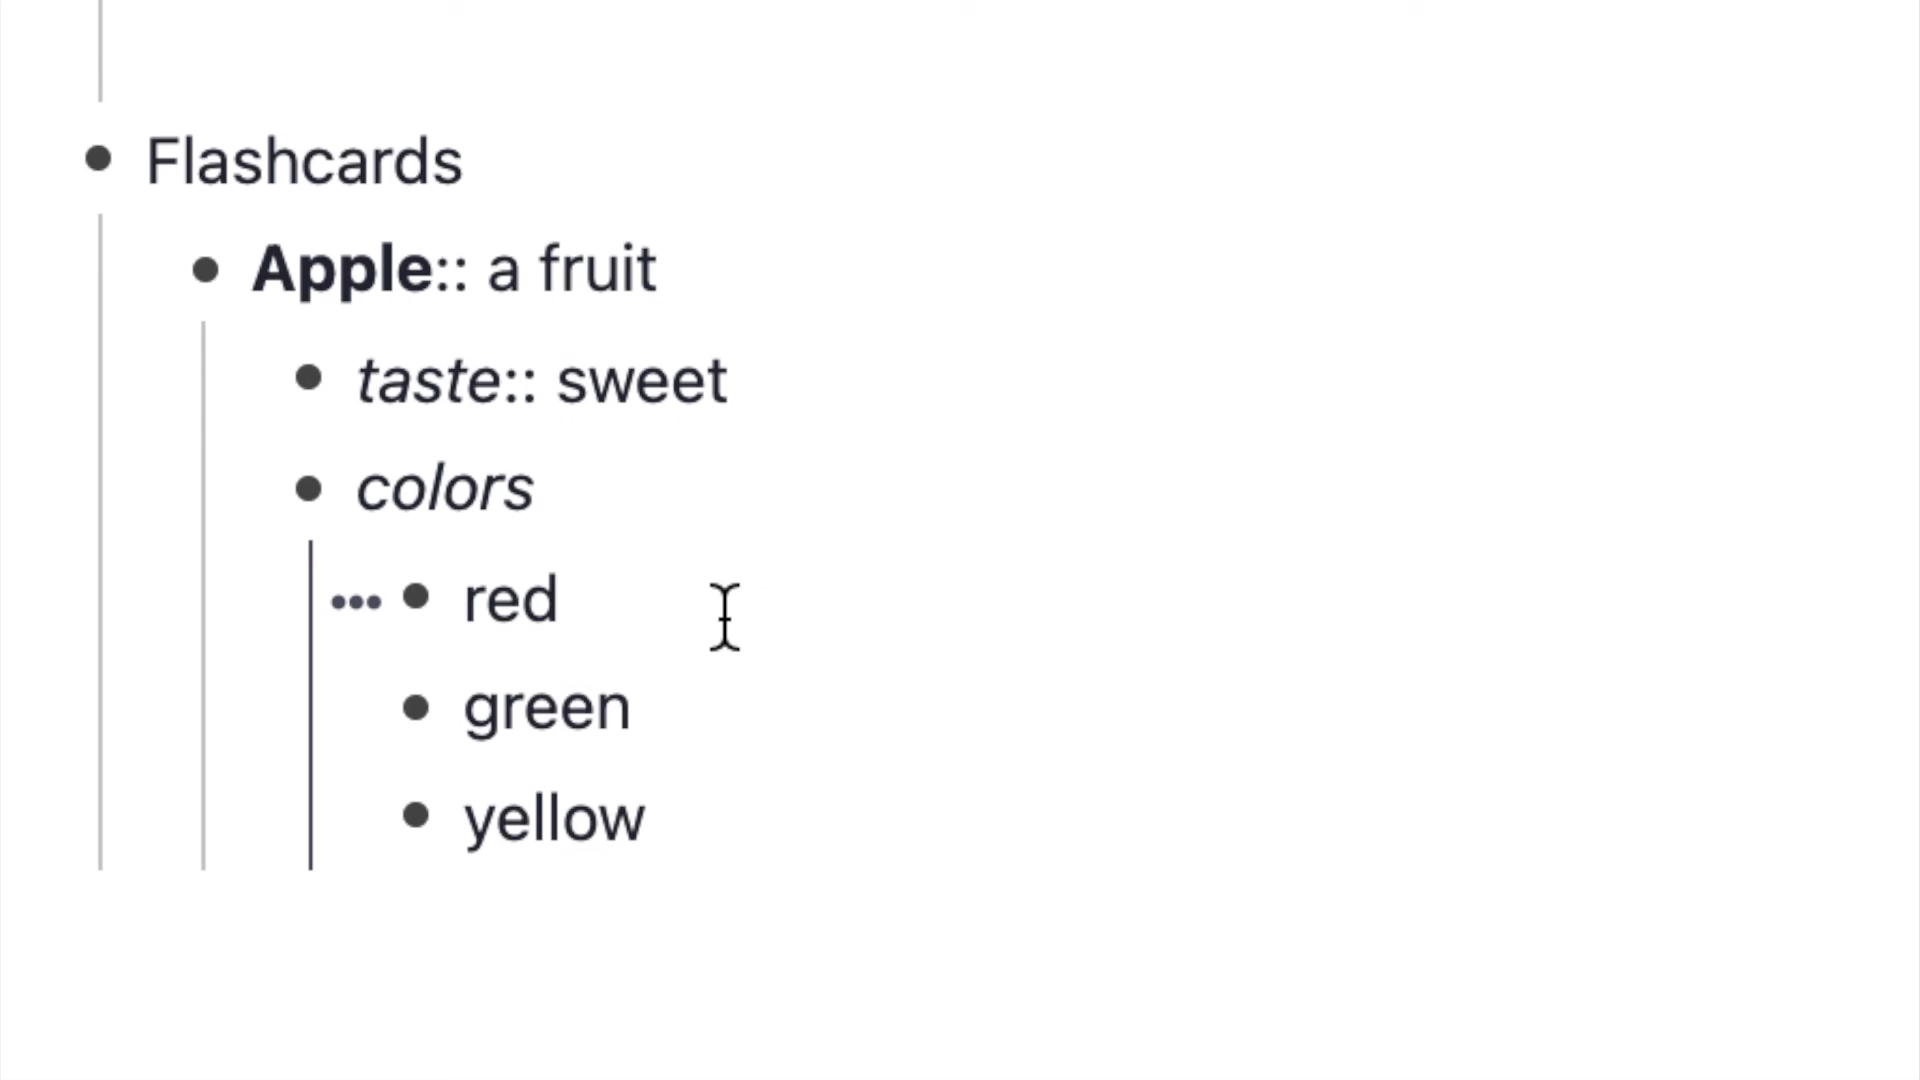 Flashcards
Apple:: a fruit
taste:: sweet
colors
red
green
yellow